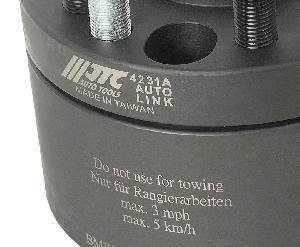 JTC
AUTO TOOLS
MADE IN TAIWAN
4231A
AUTO
LINK
Do not use for towing
Nur für Rangierarbeiten
max. 3 mph
max. 5 km/h